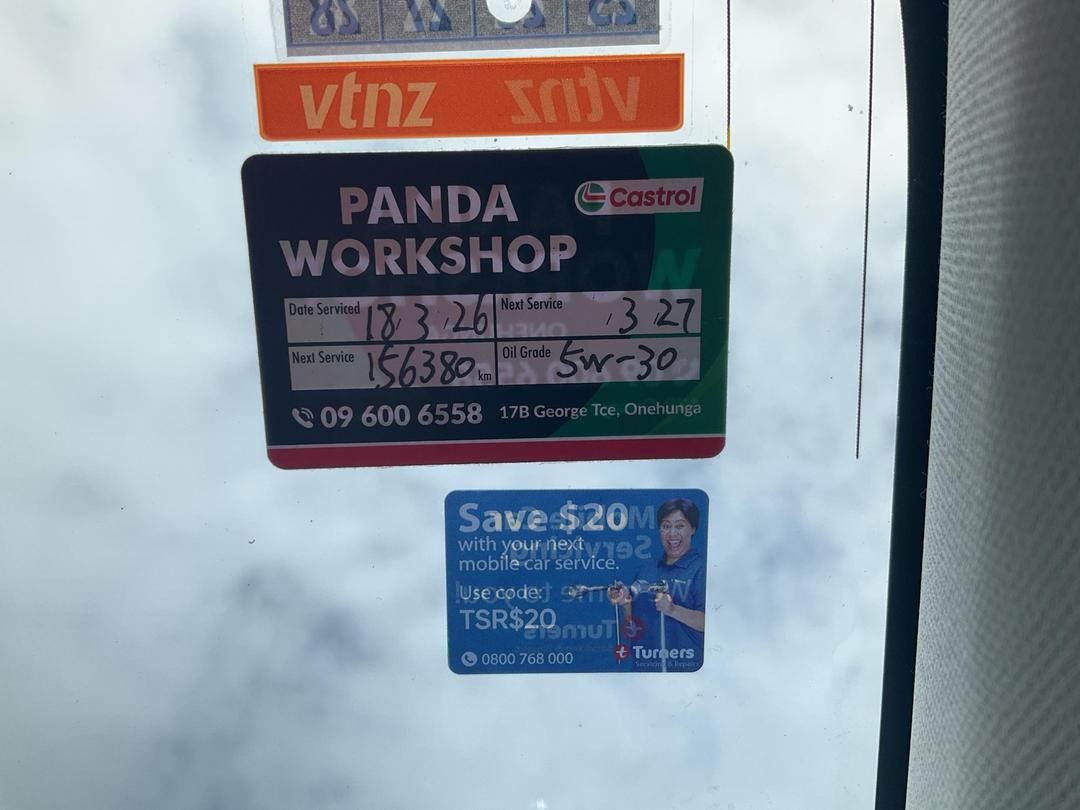 vtnz
PANDA
WORKSHOP
Castrol
Date Serviced 18.3.26
Next Service .3.27
Next Service 156380 km
Oil Grade 5w-30
09 600 6558 17B George Tce, Onehunga
Save $20
with your next
mobile car service.
Use code:
TSR$20
0800 768 000
Turners
Servicing & Repairs